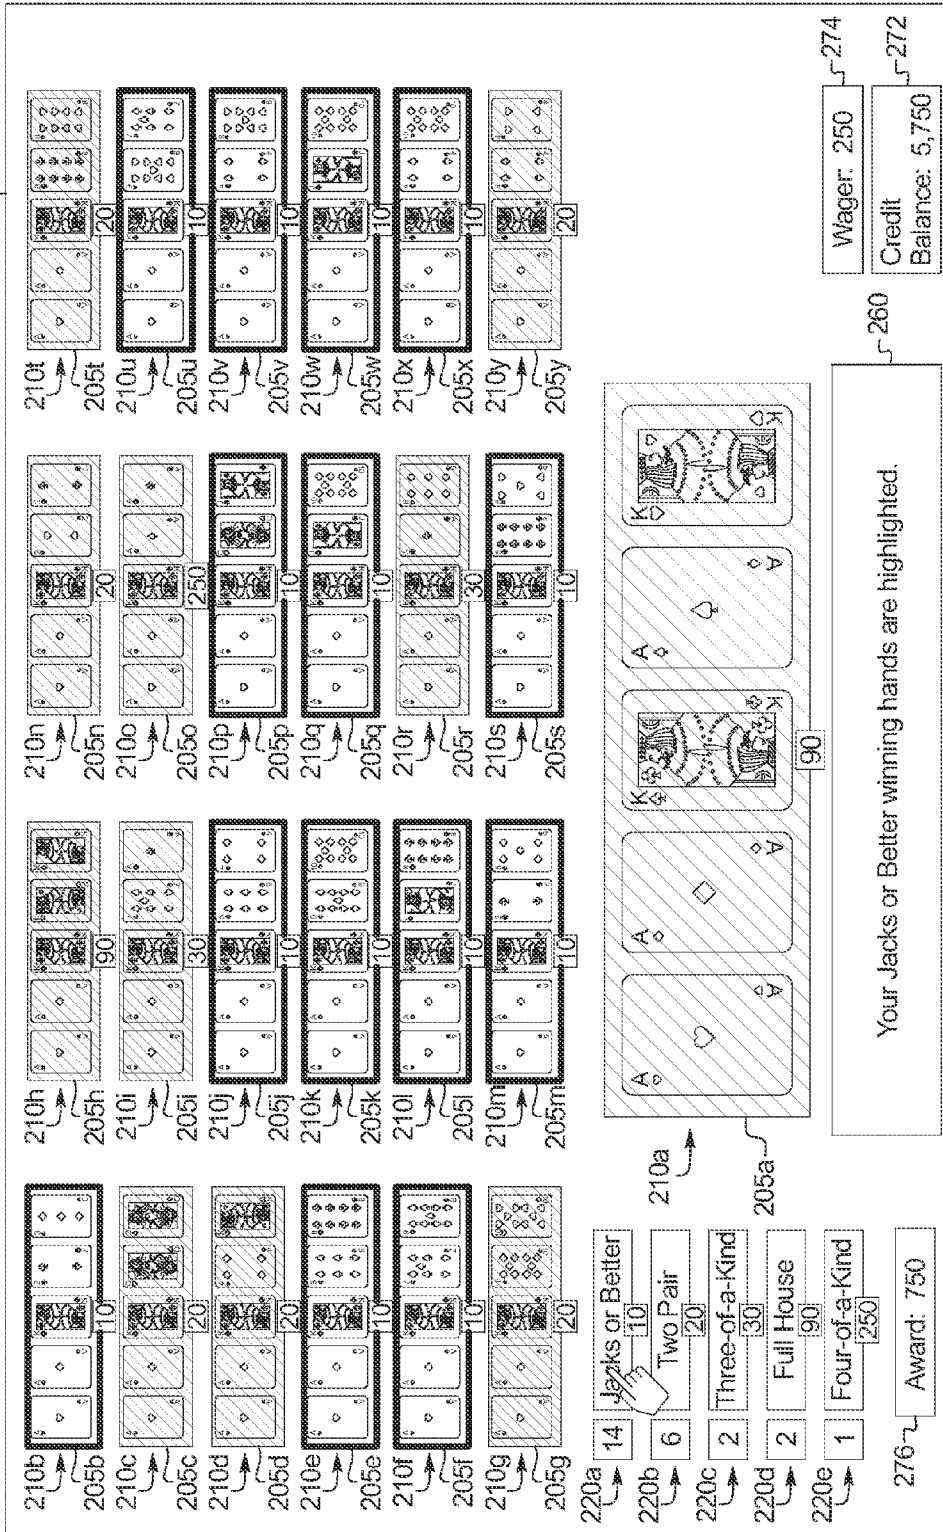 210b
205b
10
210c
205c
20
210d
205d
20
210e
205e
10
210f
205f
10
210g
205g
20
210h
205h
90
210i
205i
30
210j
205j
10
210k
205k
10
210l
205l
10
210m
205m
10
210n
205n
20
210o
205o
250
210p
205p
10
210q
205q
10
210r
205r
30
210s
205s
10
210t
205t
20
210u
205u
10
210v
205v
10
210w
205w
10
210x
205x
10
210y
205y
20
220a 14 Jacks or Better
10
220b 6 Two Pair
20
220c 2 Three-of-a-Kind
30
220d 2 Full House
90
220e 1 Four-of-a-Kind
250
276 Award: 750
210a
205a
A A K A K
A A K A K
90
Your Jacks or Better winning hands are highlighted.
260
Wager: 250
274
Credit
Balance: 5,750
272